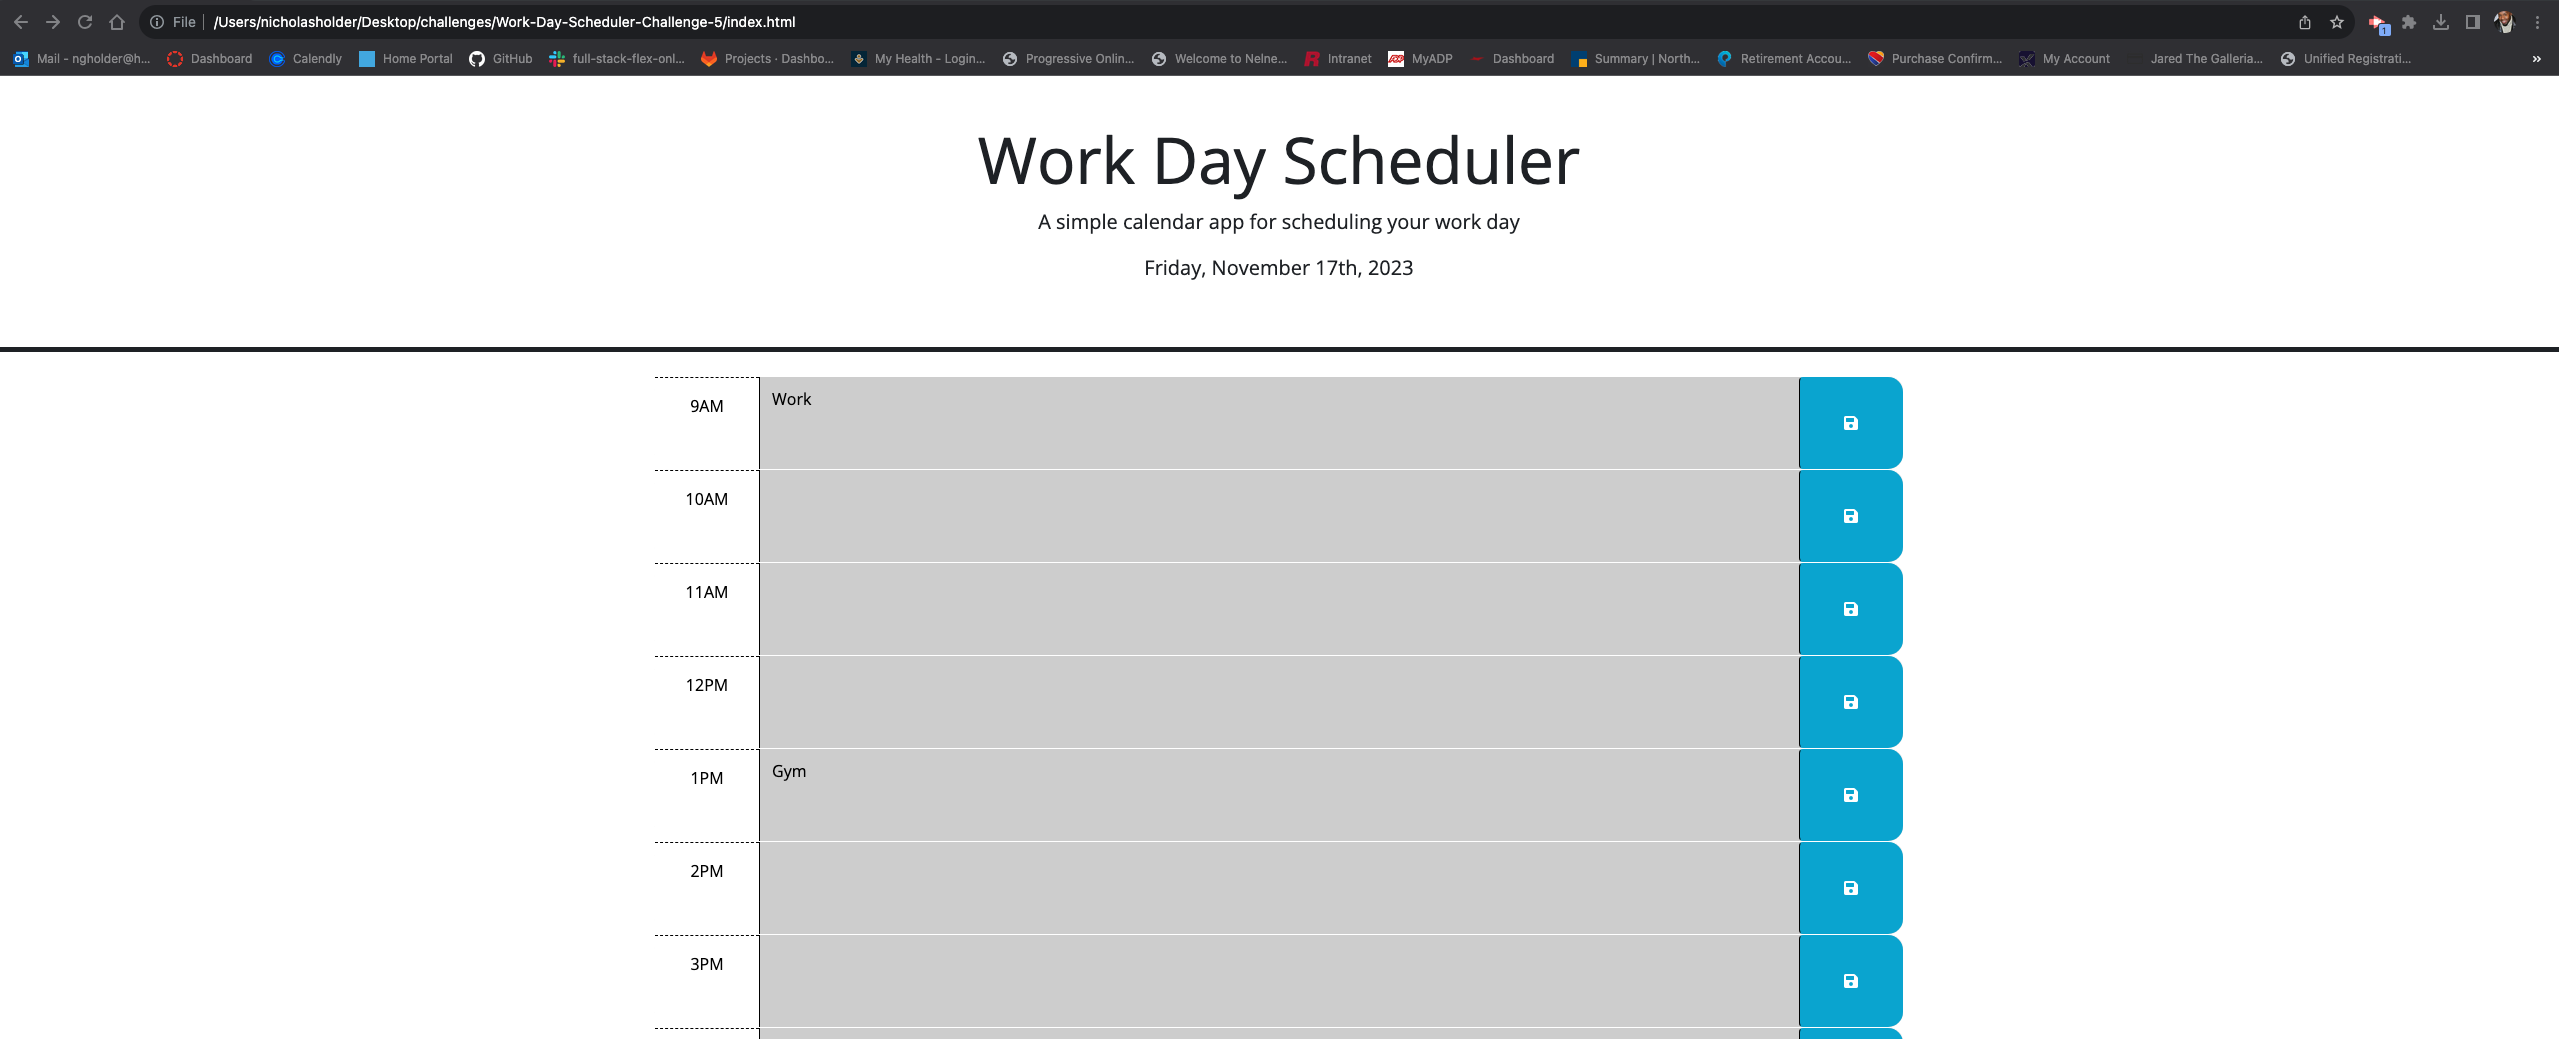 File /Users/nicholasholder/Desktop/challenges/Work-Day-Scheduler-Challenge-5/index.html
1
Mail - ngholder@h... Dashboard Calendly Home Portal GitHub full-stack-flex-onl... Projects · Dashbo... My Health - Login... Progressive Onlin... Welcome to Nelne... Intranet MyADP Dashboard Summary | North... Retirement Accou... Purchase Confirm... My Account Jared The Galleria... Unified Registrati... »
Work Day Scheduler
A simple calendar app for scheduling your work day
Friday, November 17th, 2023
9AM Work
10AM
11AM
12PM
1PM Gym
2PM
3PM